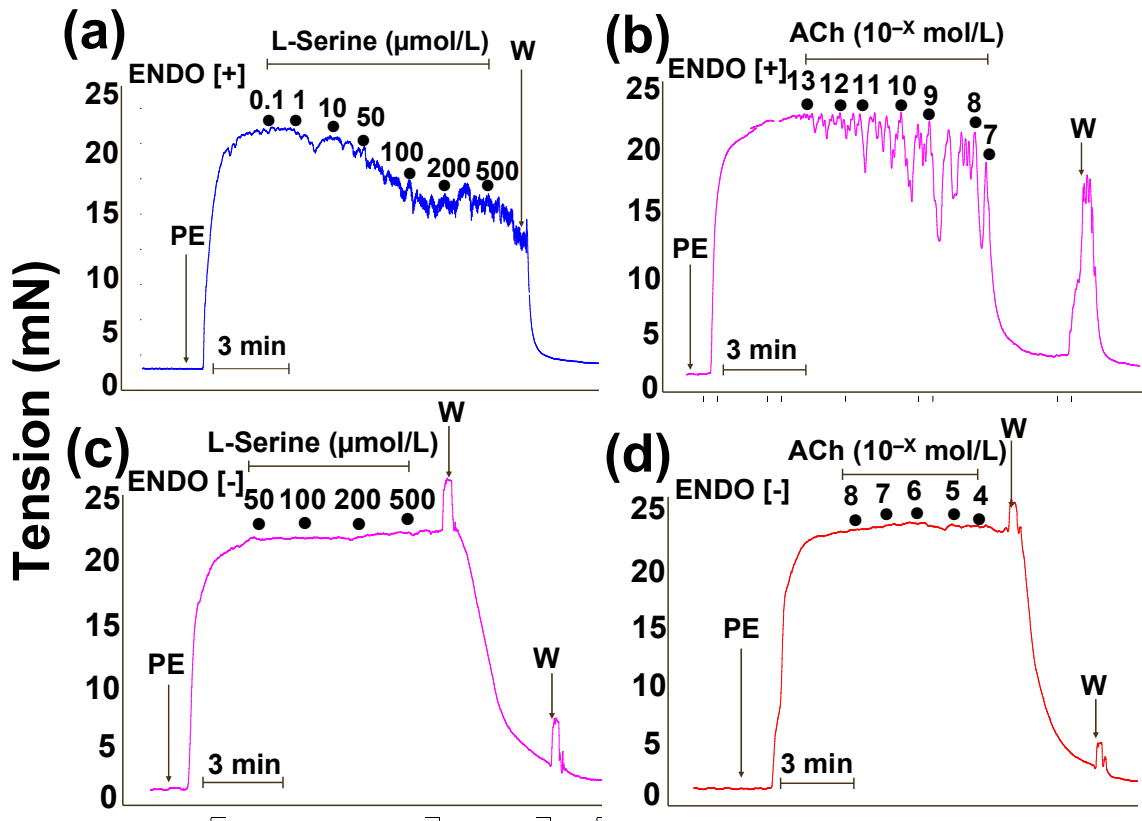 Tension (mN)
(a)
L-Serine (µmol/L)
W
ENDO [+]
0.1 1 10 50 100 200 500
25
20
15
10
5
0
PE
3 min
(b)
ACh (10⁻ˣ mol/L)
ENDO [+]
13 12 11 10 9 8 7
W
25
20
15
10
5
0
PE
3 min
(c)
L-Serine (µmol/L)
W
ENDO [-]
50 100 200 500
25
20
15
10
5
0
PE
W
3 min
(d)
ACh (10⁻ˣ mol/L)
W
ENDO [-]
8 7 6 5 4
25
20
15
10
5
0
PE
W
3 min